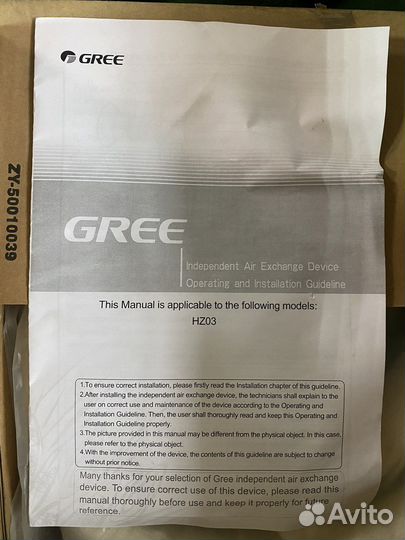 GREE
ZY-50010039
GREE
Independent Air Exchange Device
Operating and Installation Guideline
This Manual is applicable to the following models:
HZ03
1.To ensure correct installation, please firstly read the Installation chapter of this guideline.
2.After installing the independent air exchange device, the technicians shall explain to the
user on correct use and maintenance of the device according to the Operating and
Installation Guideline. Then, the user shall thoroughly read and keep this Operating and
Installation Guideline properly.
3.The picture provided in this manual may be different from the physical object. In this case,
please refer to the physical object.
4.With the improvement of the device, the contents of this guideline are subject to change
without prior notice.
Many thanks for your selection of Gree independent air exchange
device. To ensure correct use of this device, please read this
manual thoroughly before use and keep it properly for future
reference.
Avito